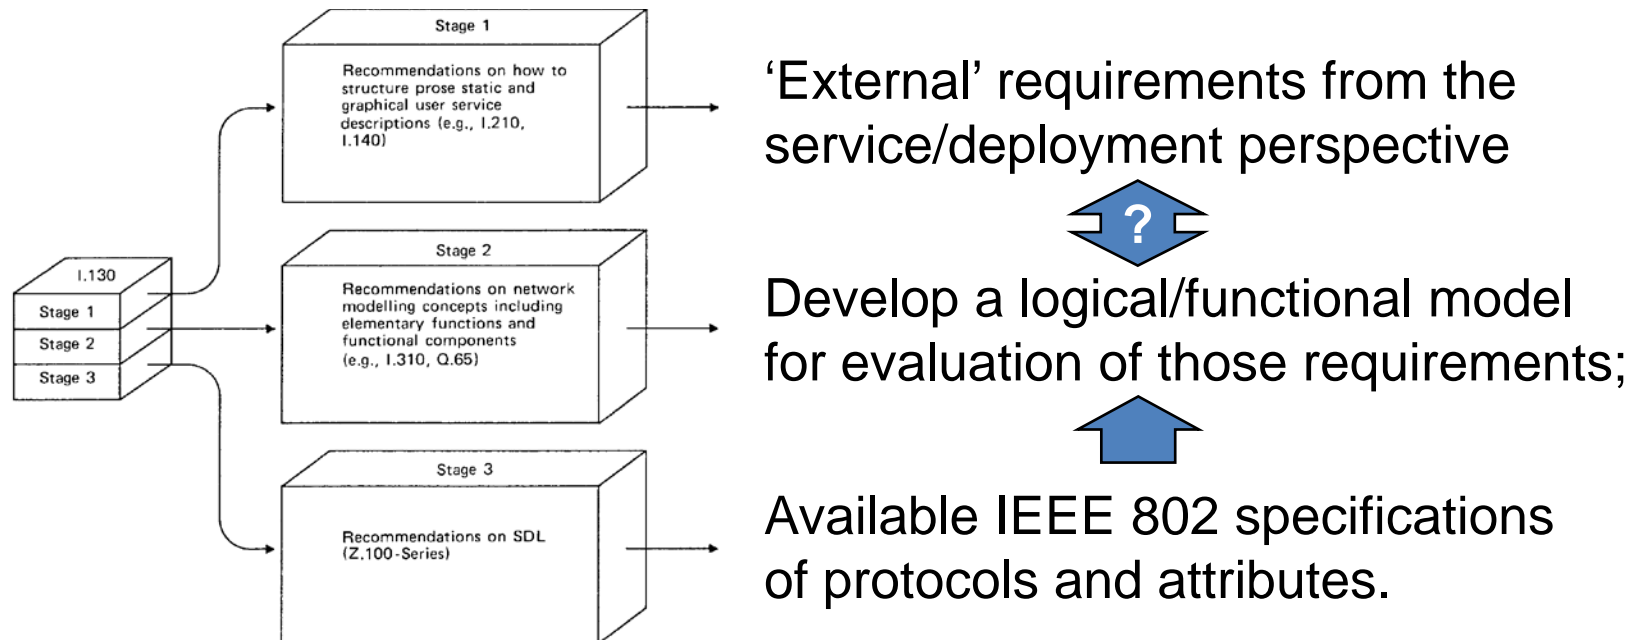 Stage 1
Recommendations on how to
structure prose static and
graphical user service
descriptions (e.g., I.210,
I.140)
‘External’ requirements from the
service/deployment perspective
?
I.130
Stage 1
Stage 2
Stage 3
Stage 2
Recommendations on network
modelling concepts including
elementary functions and
functional components
(e.g., I.310, Q.65)
Develop a logical/functional model
for evaluation of those requirements;
Stage 3
Recommendations on SDL
(Z.100-Series)
Available IEEE 802 specifications
of protocols and attributes.